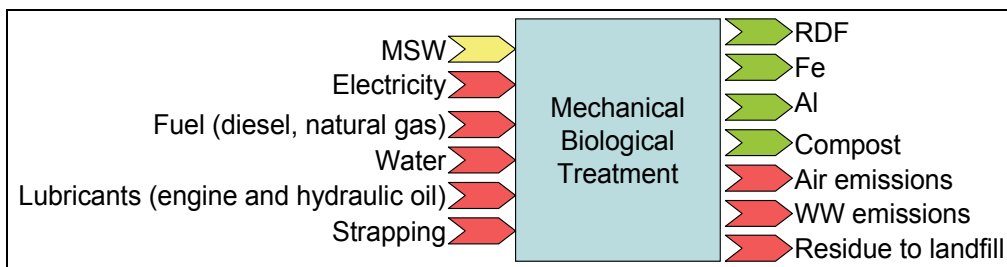 MSW
Electricity
Fuel (diesel, natural gas)
Water
Lubricants (engine and hydraulic oil)
Strapping
Mechanical
Biological
Treatment
RDF
Fe
Al
Compost
Air emissions
WW emissions
Residue to landfill